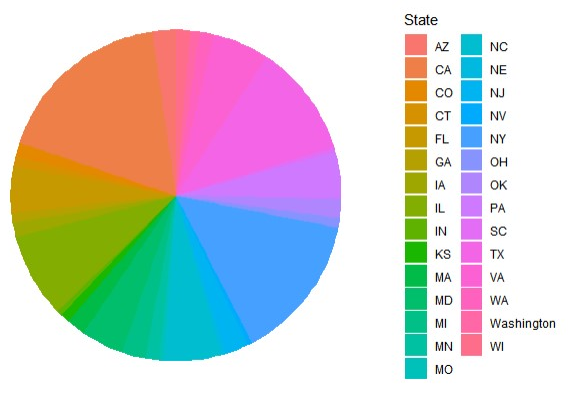 State
AZ
CA
CO
CT
FL
GA
IA
IL
IN
KS
MA
MD
MI
MN
MO
NC
NE
NJ
NV
NY
OH
OK
PA
SC
TX
VA
WA
Washington
WI